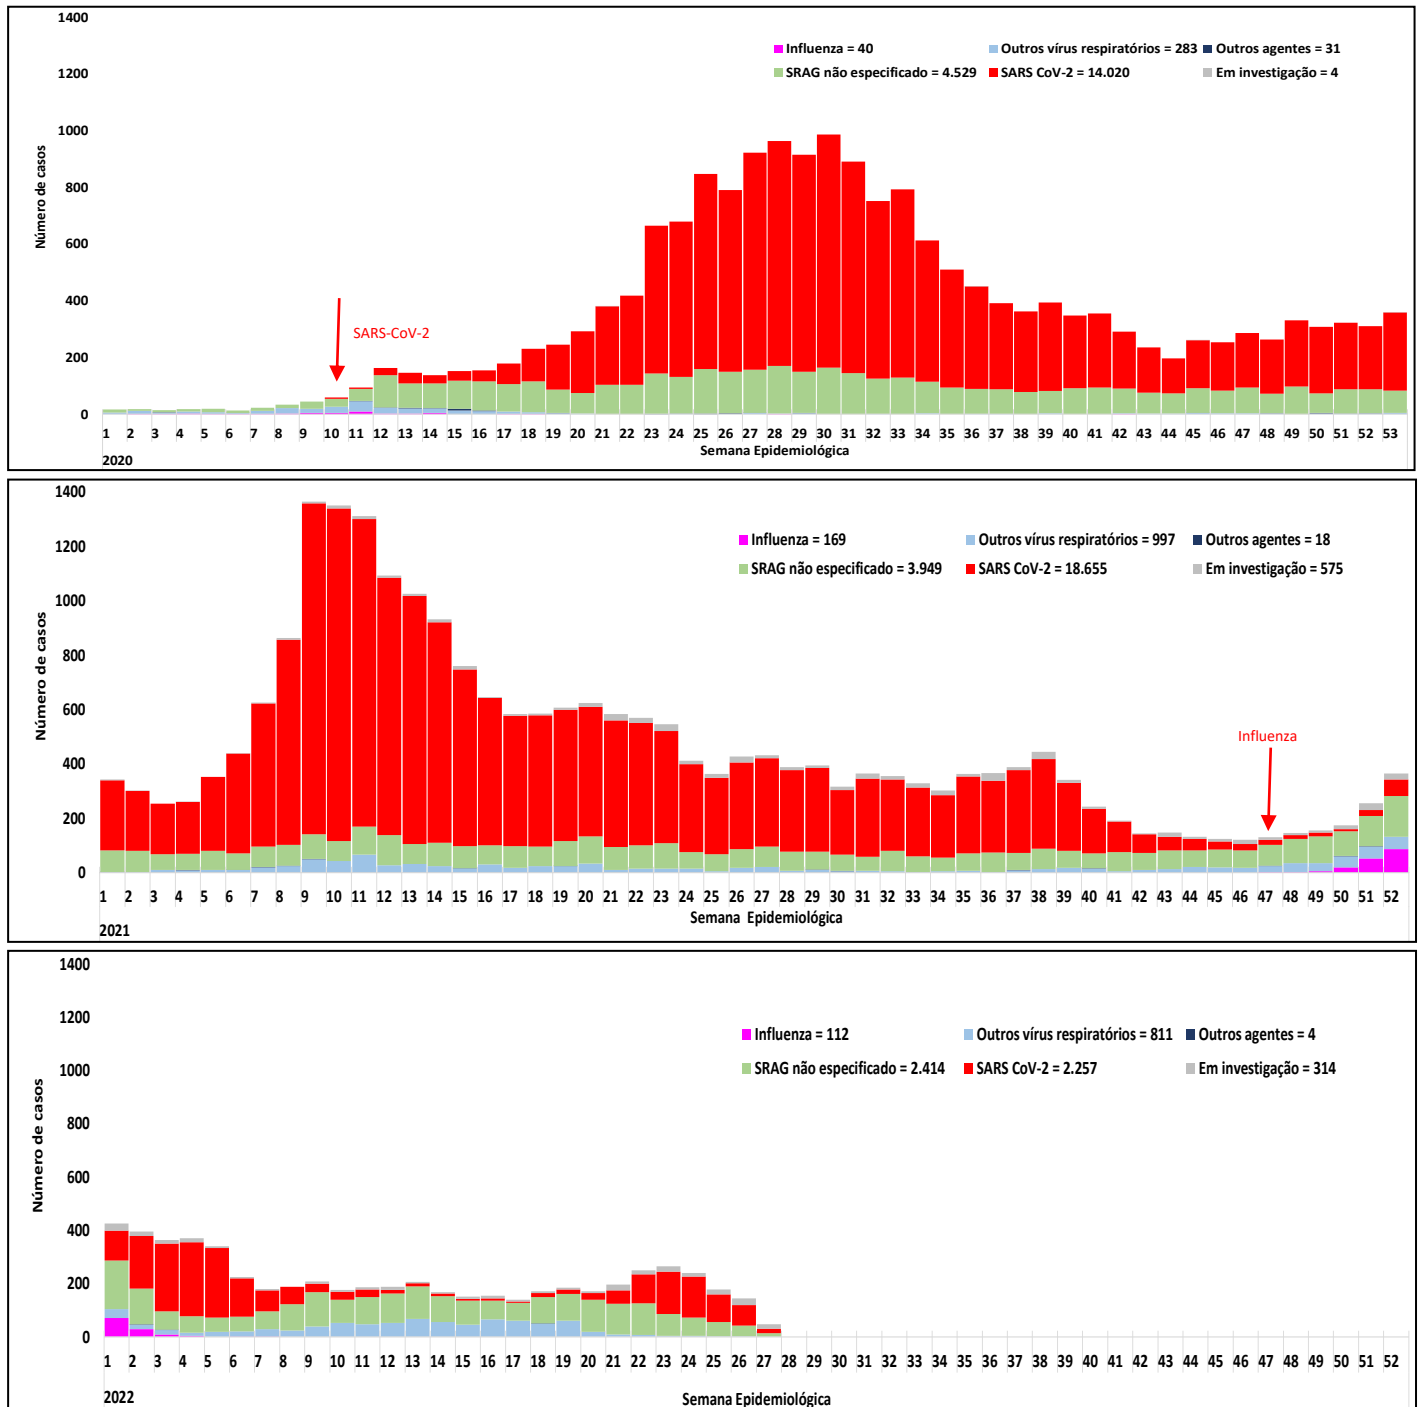 1400
Influenza = 40 Outros vírus respiratórios = 283 Outros agentes = 31
1200
SRAG não especificado = 4.529 SARS CoV-2 = 14.020 Em investigação = 4
1000
Número de casos
800
600
400
SARS-CoV-2
200
0
1 2 3 4 5 6 7 8 9 10 11 12 13 14 15 16 17 18 19 20 21 22 23 24 25 26 27 28 29 30 31 32 33 34 35 36 37 38 39 40 41 42 43 44 45 46 47 48 49 50 51 52 53
Semana Epidemiológica
2020
1400
Influenza = 169 Outros vírus respiratórios = 997 Outros agentes = 18
1200
SRAG não especificado = 3.949 SARS CoV-2 = 18.655 Em investigação = 575
1000
Número de casos
800
600
Influenza
400
200
0
1 2 3 4 5 6 7 8 9 10 11 12 13 14 15 16 17 18 19 20 21 22 23 24 25 26 27 28 29 30 31 32 33 34 35 36 37 38 39 40 41 42 43 44 45 46 47 48 49 50 51 52
Semana Epidemiológica
2021
1400
1200
Influenza = 112 Outros vírus respiratórios = 811 Outros agentes = 4
1000
SRAG não especificado = 2.414 SARS CoV-2 = 2.257 Em investigação = 314
Número de casos
800
600
400
200
0
1 2 3 4 5 6 7 8 9 10 11 12 13 14 15 16 17 18 19 20 21 22 23 24 25 26 27 28 29 30 31 32 33 34 35 36 37 38 39 40 41 42 43 44 45 46 47 48 49 50 51 52
2022
Semana Epidemiológica